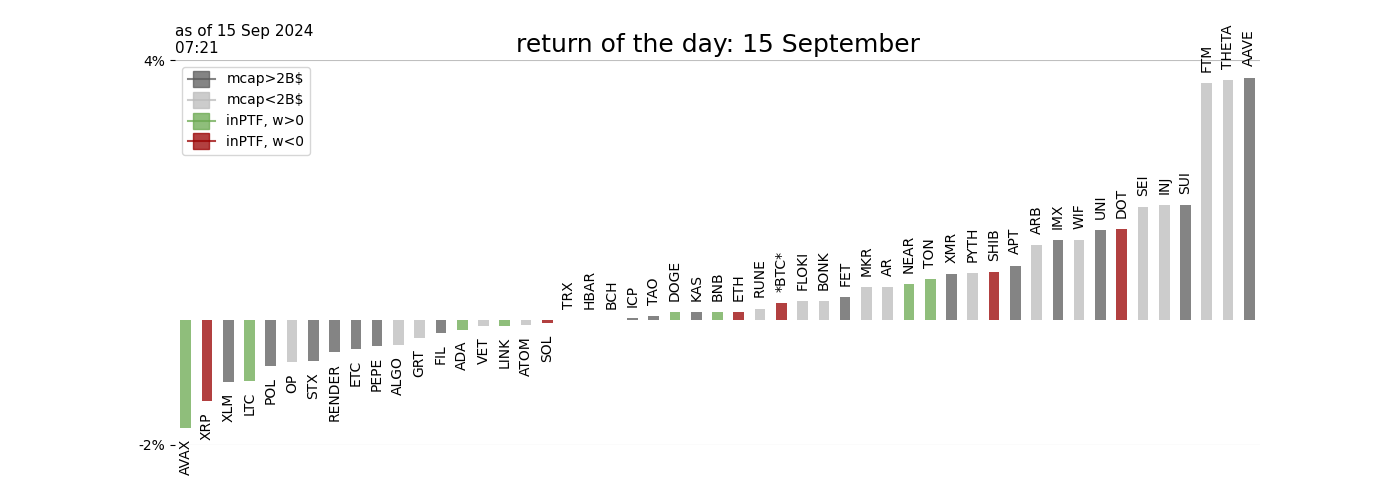 as of 15 Sep 2024
07:21
return of the day: 15 September
4%
mcap>2B$
mcap<2B$
inPTF, w>0
inPTF, w<0
-2%
AVAX
XRP
XLM
LTC
POL
OP
STX
RENDER
ETC
PEPE
ALGO
GRT
FIL
ADA
VET
LINK
ATOM
SOL
TRX
HBAR
BCH
ICP
TAO
DOGE
KAS
BNB
ETH
RUNE
*BTC*
FLOKI
BONK
FET
MKR
AR
NEAR
TON
XMR
PYTH
SHIB
APT
ARB
IMX
WIF
UNI
DOT
SEI
INJ
SUI
FTM
THETA
AAVE